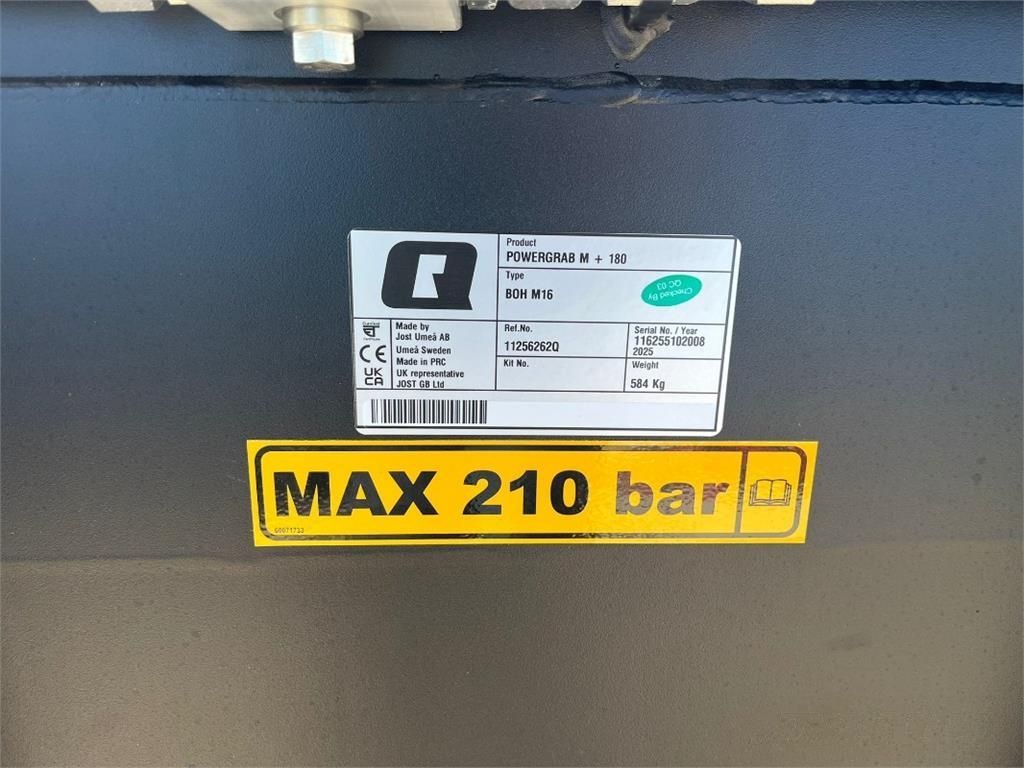 Product
POWERGRAB M + 180
Type
BOH M16
Checked By
QC 03
Made by
Jost Umeå AB
Umeå Sweden
Made in PRC
UK representative
JOST GB Ltd
CE
UK
CA
Ref.No.
11256262Q
Kit No.
Serial No. / Year
116255102008
2025
Weight
584 Kg
MAX 210 bar
G0071733